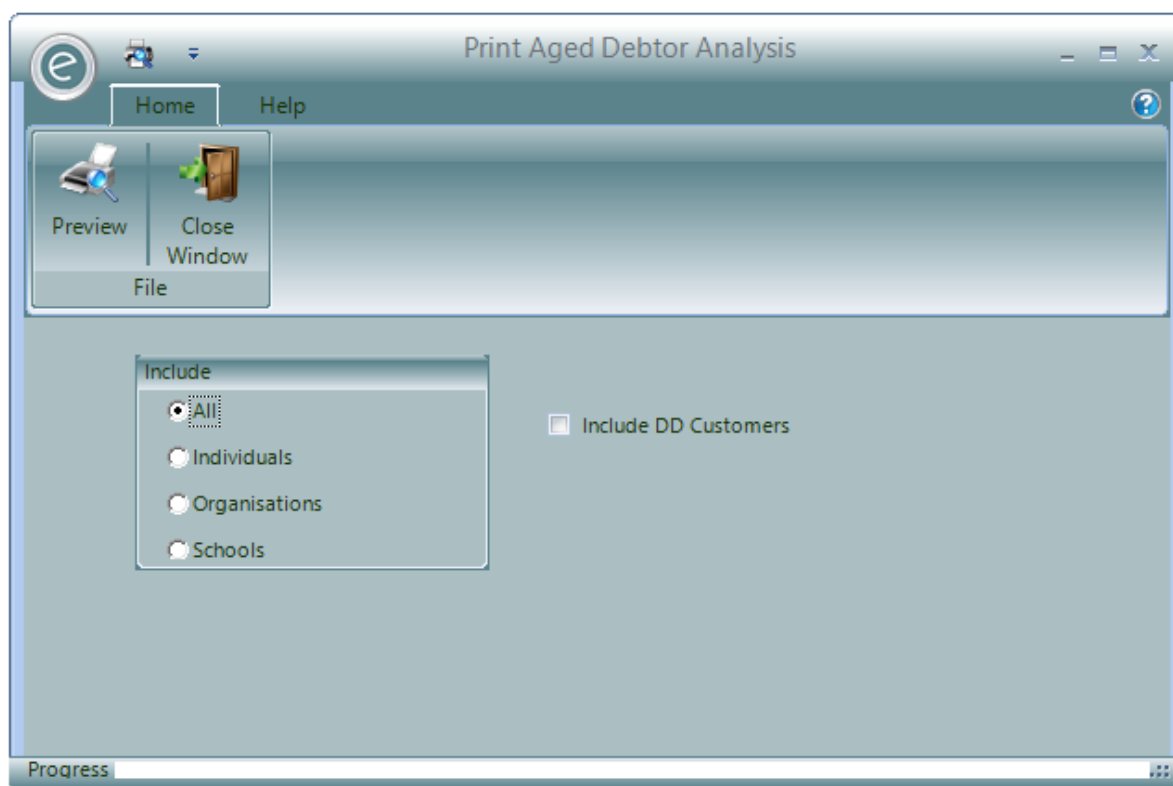 e
Print Aged Debtor Analysis
Home Help
Preview
Close
Window
File
Include
All
Individuals
Organisations
Schools
Include DD Customers
Progress